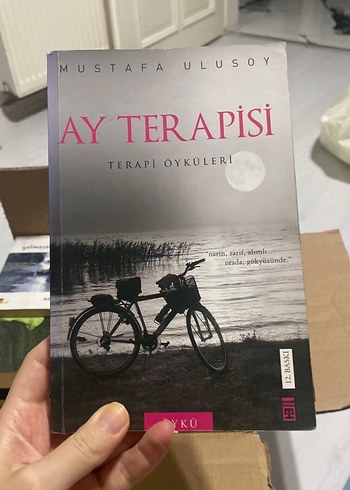 MUSTAFA ULUSOY
AY TERAPİSİ
TERAPİ ÖYKÜLERİ
"narin, zarif, alımlı
orada, gökyüzünde."
12. BASKI
ÖYKÜ